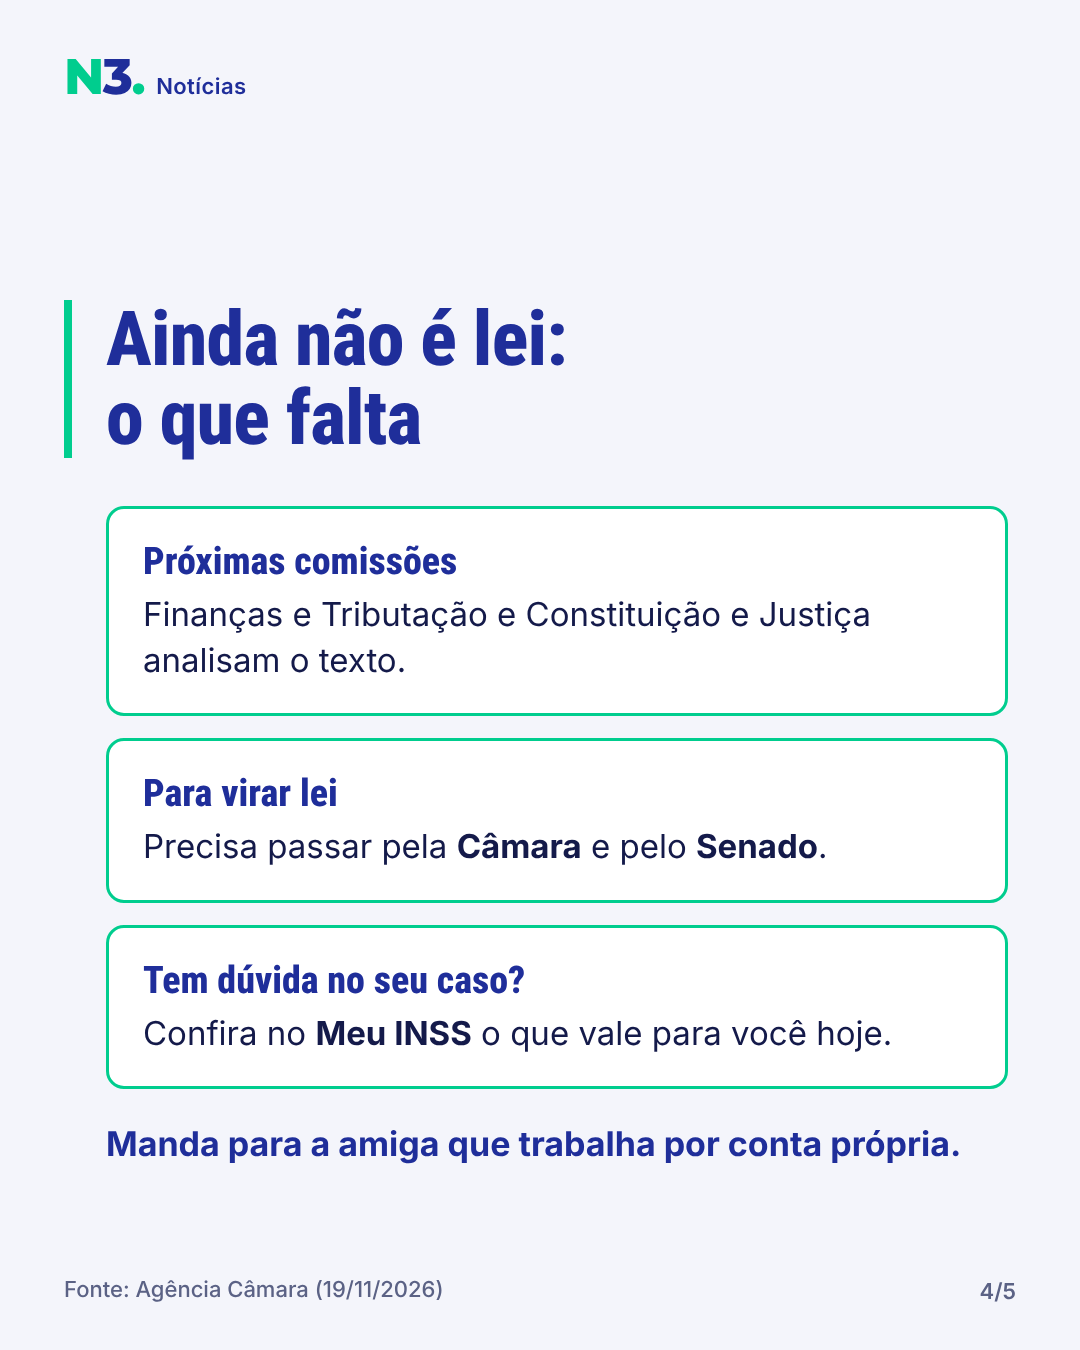 N3. Notícias
Ainda não é lei:
o que falta
Próximas comissões
Finanças e Tributação e Constituição e Justiça
analisam o texto.
Para virar lei
Precisa passar pela Câmara e pelo Senado.
Tem dúvida no seu caso?
Confira no Meu INSS o que vale para você hoje.
Manda para a amiga que trabalha por conta própria.
Fonte: Agência Câmara (19/11/2026)
4/5